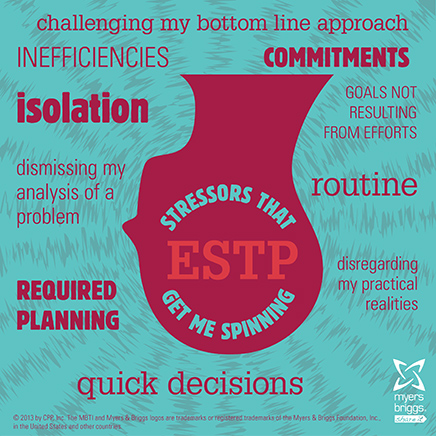 challenging my bottom line approach
INEFFICIENCIES
COMMITMENTS
isolation
GOALS NOT
RESULTING
FROM EFFORTS
dismissing my
analysis of a
problem
routine
STRESSORS THAT
ESTP
GET ME SPINNING
disregarding
my practical
realities
REQUIRED
PLANNING
quick decisions
myers
briggs.
© 2013 by CPP, Inc. The MBTI and Myers & Briggs logos are trademarks or registered trademarks of the Myers & Briggs Foundation, Inc.,
in the United States and other countries.